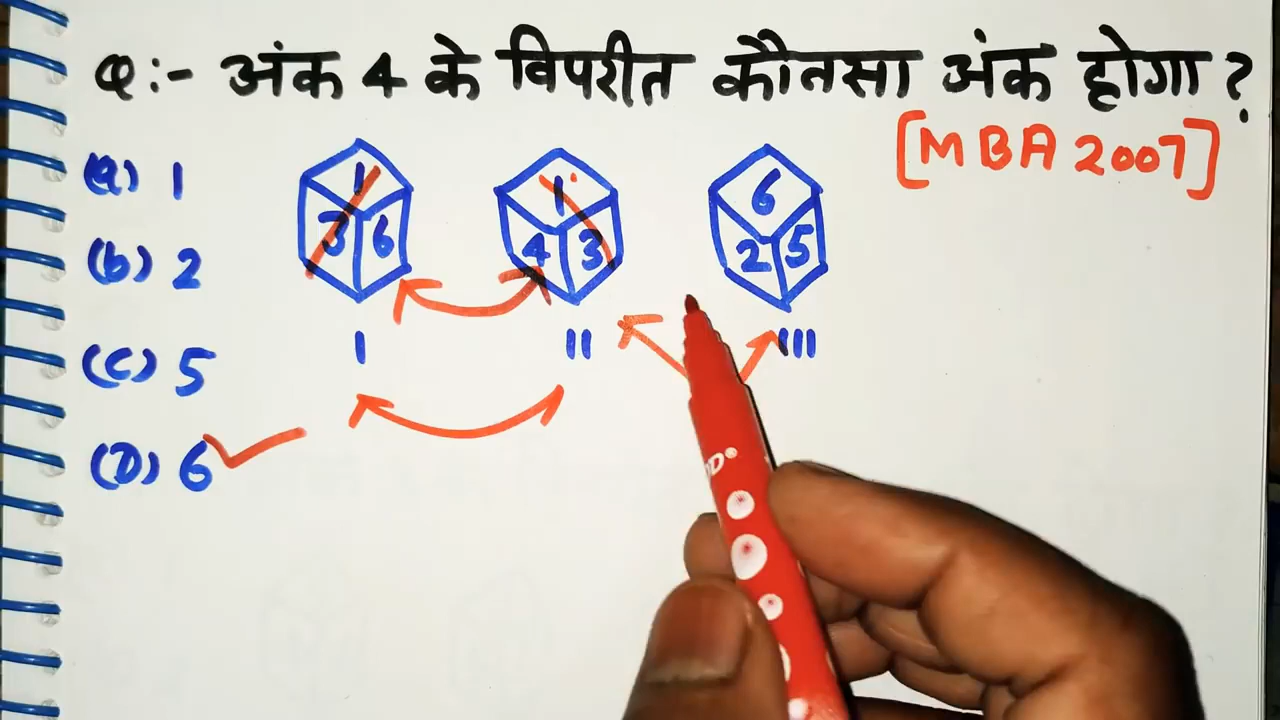 Q:- अंक 4 के विपरीत कौनसा अंक होगा ?
[MBA 2007]
(a) 1
(b) 2
(c) 5
(D) 6
1
3 6
I
1
4 3
II
6
2 5
III